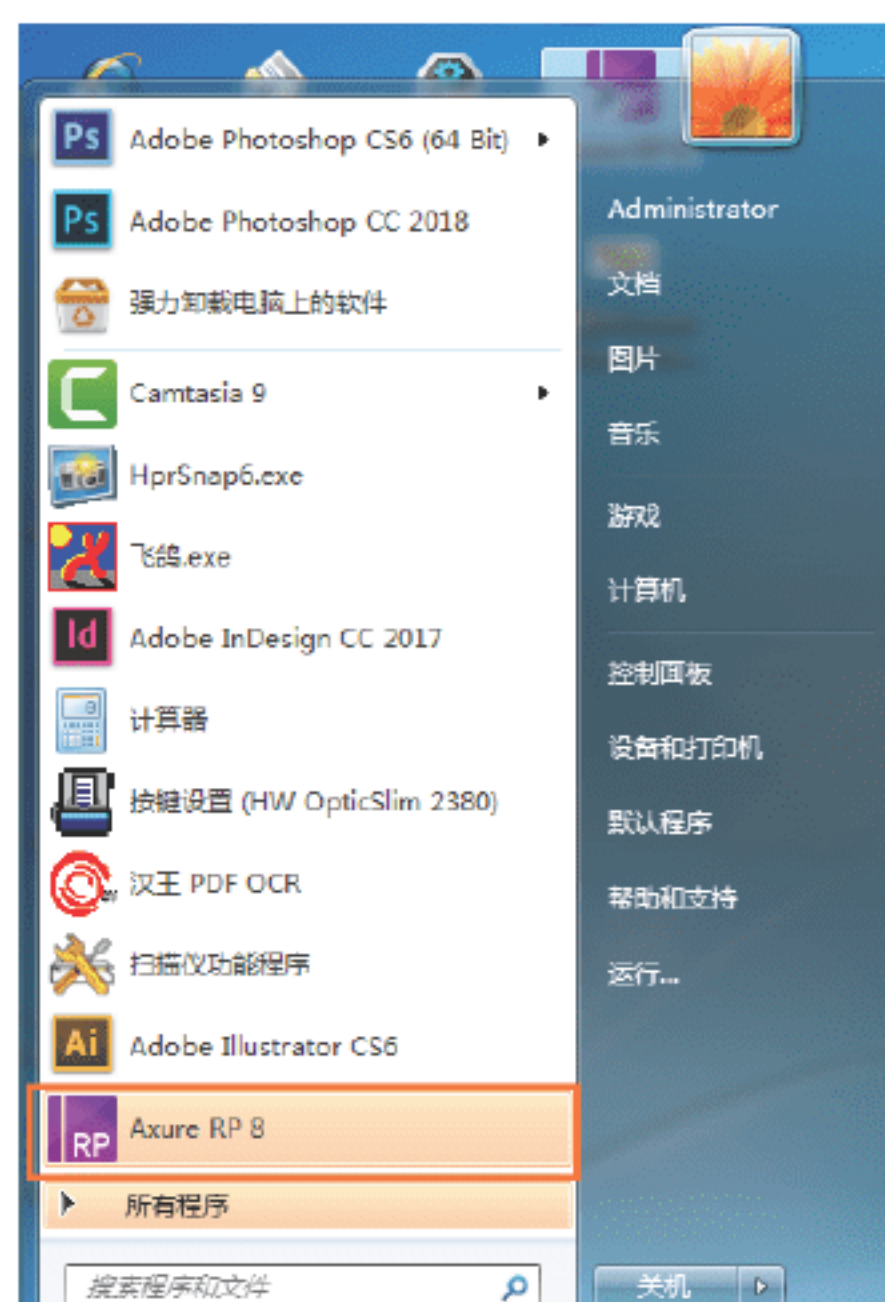 Ps Adobe Photoshop CS6 (64 Bit)
Ps Adobe Photoshop CC 2018
强力卸载电脑上的软件
Camtasia 9
HprSnap6.exe
飞鸽.exe
Id Adobe InDesign CC 2017
计算器
按键设置 (HW OpticSlim 2380)
汉王 PDF OCR
扫描仪功能程序
Ai Adobe Illustrator CS6
RP Axure RP 8
所有程序
搜索程序和文件
Administrator
文档
图片
音乐
游戏
计算机
控制面板
设备和打印机
默认程序
帮助和支持
运行...
关机